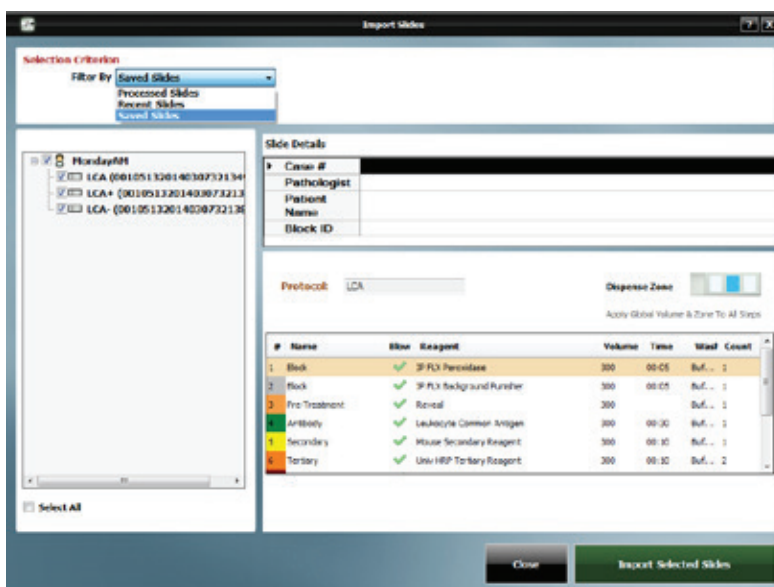 Import Slides
? X
Selection Criterion
Filter By Saved Slides
Processed Slides
Recent Slides
Saved Slides
MondayAM
LCA
LCA+
LCA-
Select All
Slide Details
Case #
Pathologist
Patient Name
Block ID
Protocol: LCA
Dispense Zone
Apply Global Volume & Zone To All Steps
# Name Blow Reagent Volume Time Wash Count
1 Block IP FLX Peroxidase 300 00:05 Buf... 1
2 Block IP FLX Background Punisher 300 00:05 Buf... 1
3 Pre-Treatment Reveal 300 Buf... 1
4 Antibody Leukocyte Common Antigen 300 00:30 Buf... 1
5 Secondary Mouse Secondary Reagent 300 00:10 Buf... 1
6 Tertiary Univ HRP Tertiary Reagent 300 00:10 Buf... 2
Close
Import Selected Slides